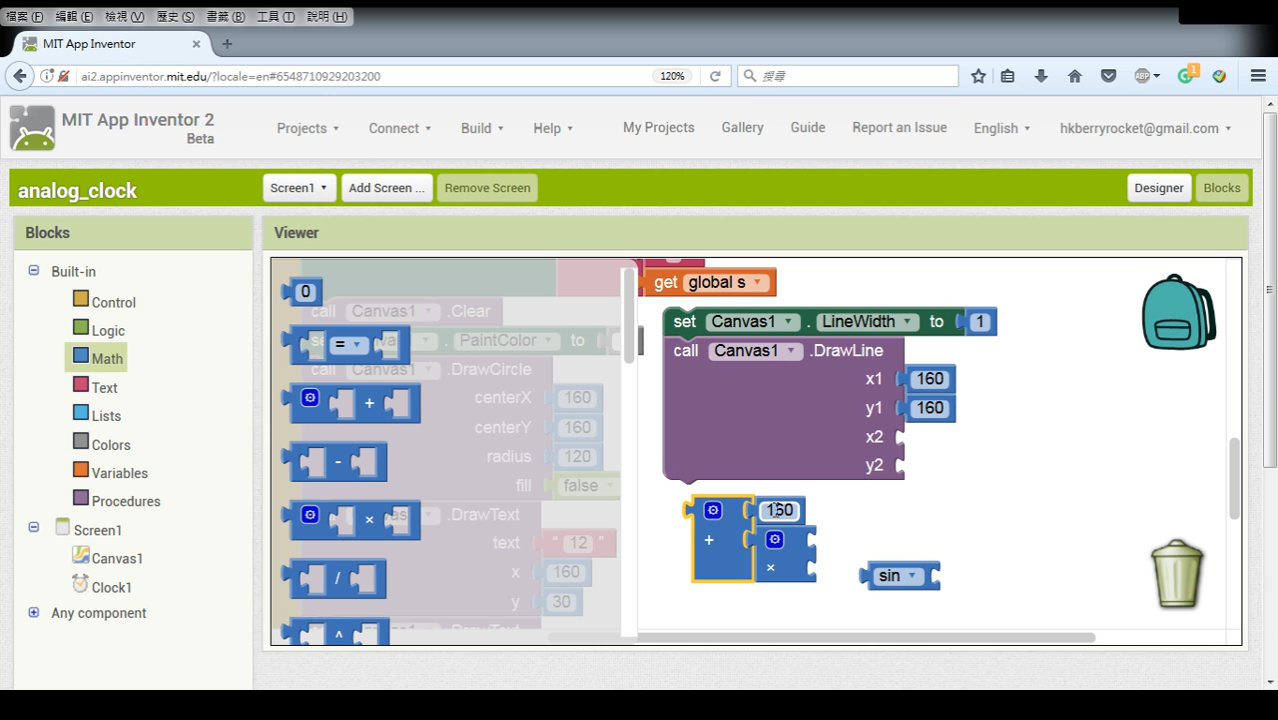 檔案(F) 編輯(E) 檢視(V) 歷史(S) 書籤(B) 工具(T) 說明(H)
MIT App Inventor
ai2.appinventor.mit.edu/?locale=en#6548710929203200 120% 搜尋
ABP 1
MIT App Inventor 2
Beta
Projects Connect Build Help My Projects Gallery Guide Report an Issue English hkberryrocket@gmail.com
analog_clock Screen1 Add Screen ... Remove Screen Designer Blocks
Blocks
Built-in
Control
Logic
Math
Text
Lists
Colors
Variables
Procedures
Screen1
Canvas1
Clock1
Any component
Viewer
0
=
+
-
×
/
^
call Canvas1 .Clear
PaintColor to
DrawCircle
centerX 160
centerY 160
radius 120
fill false
DrawText
text " 12 "
x 160
y 30
get global s
set Canvas1 . LineWidth to 1
call Canvas1 .DrawLine
x1 160
y1 160
x2
y2
160
+
×
sin